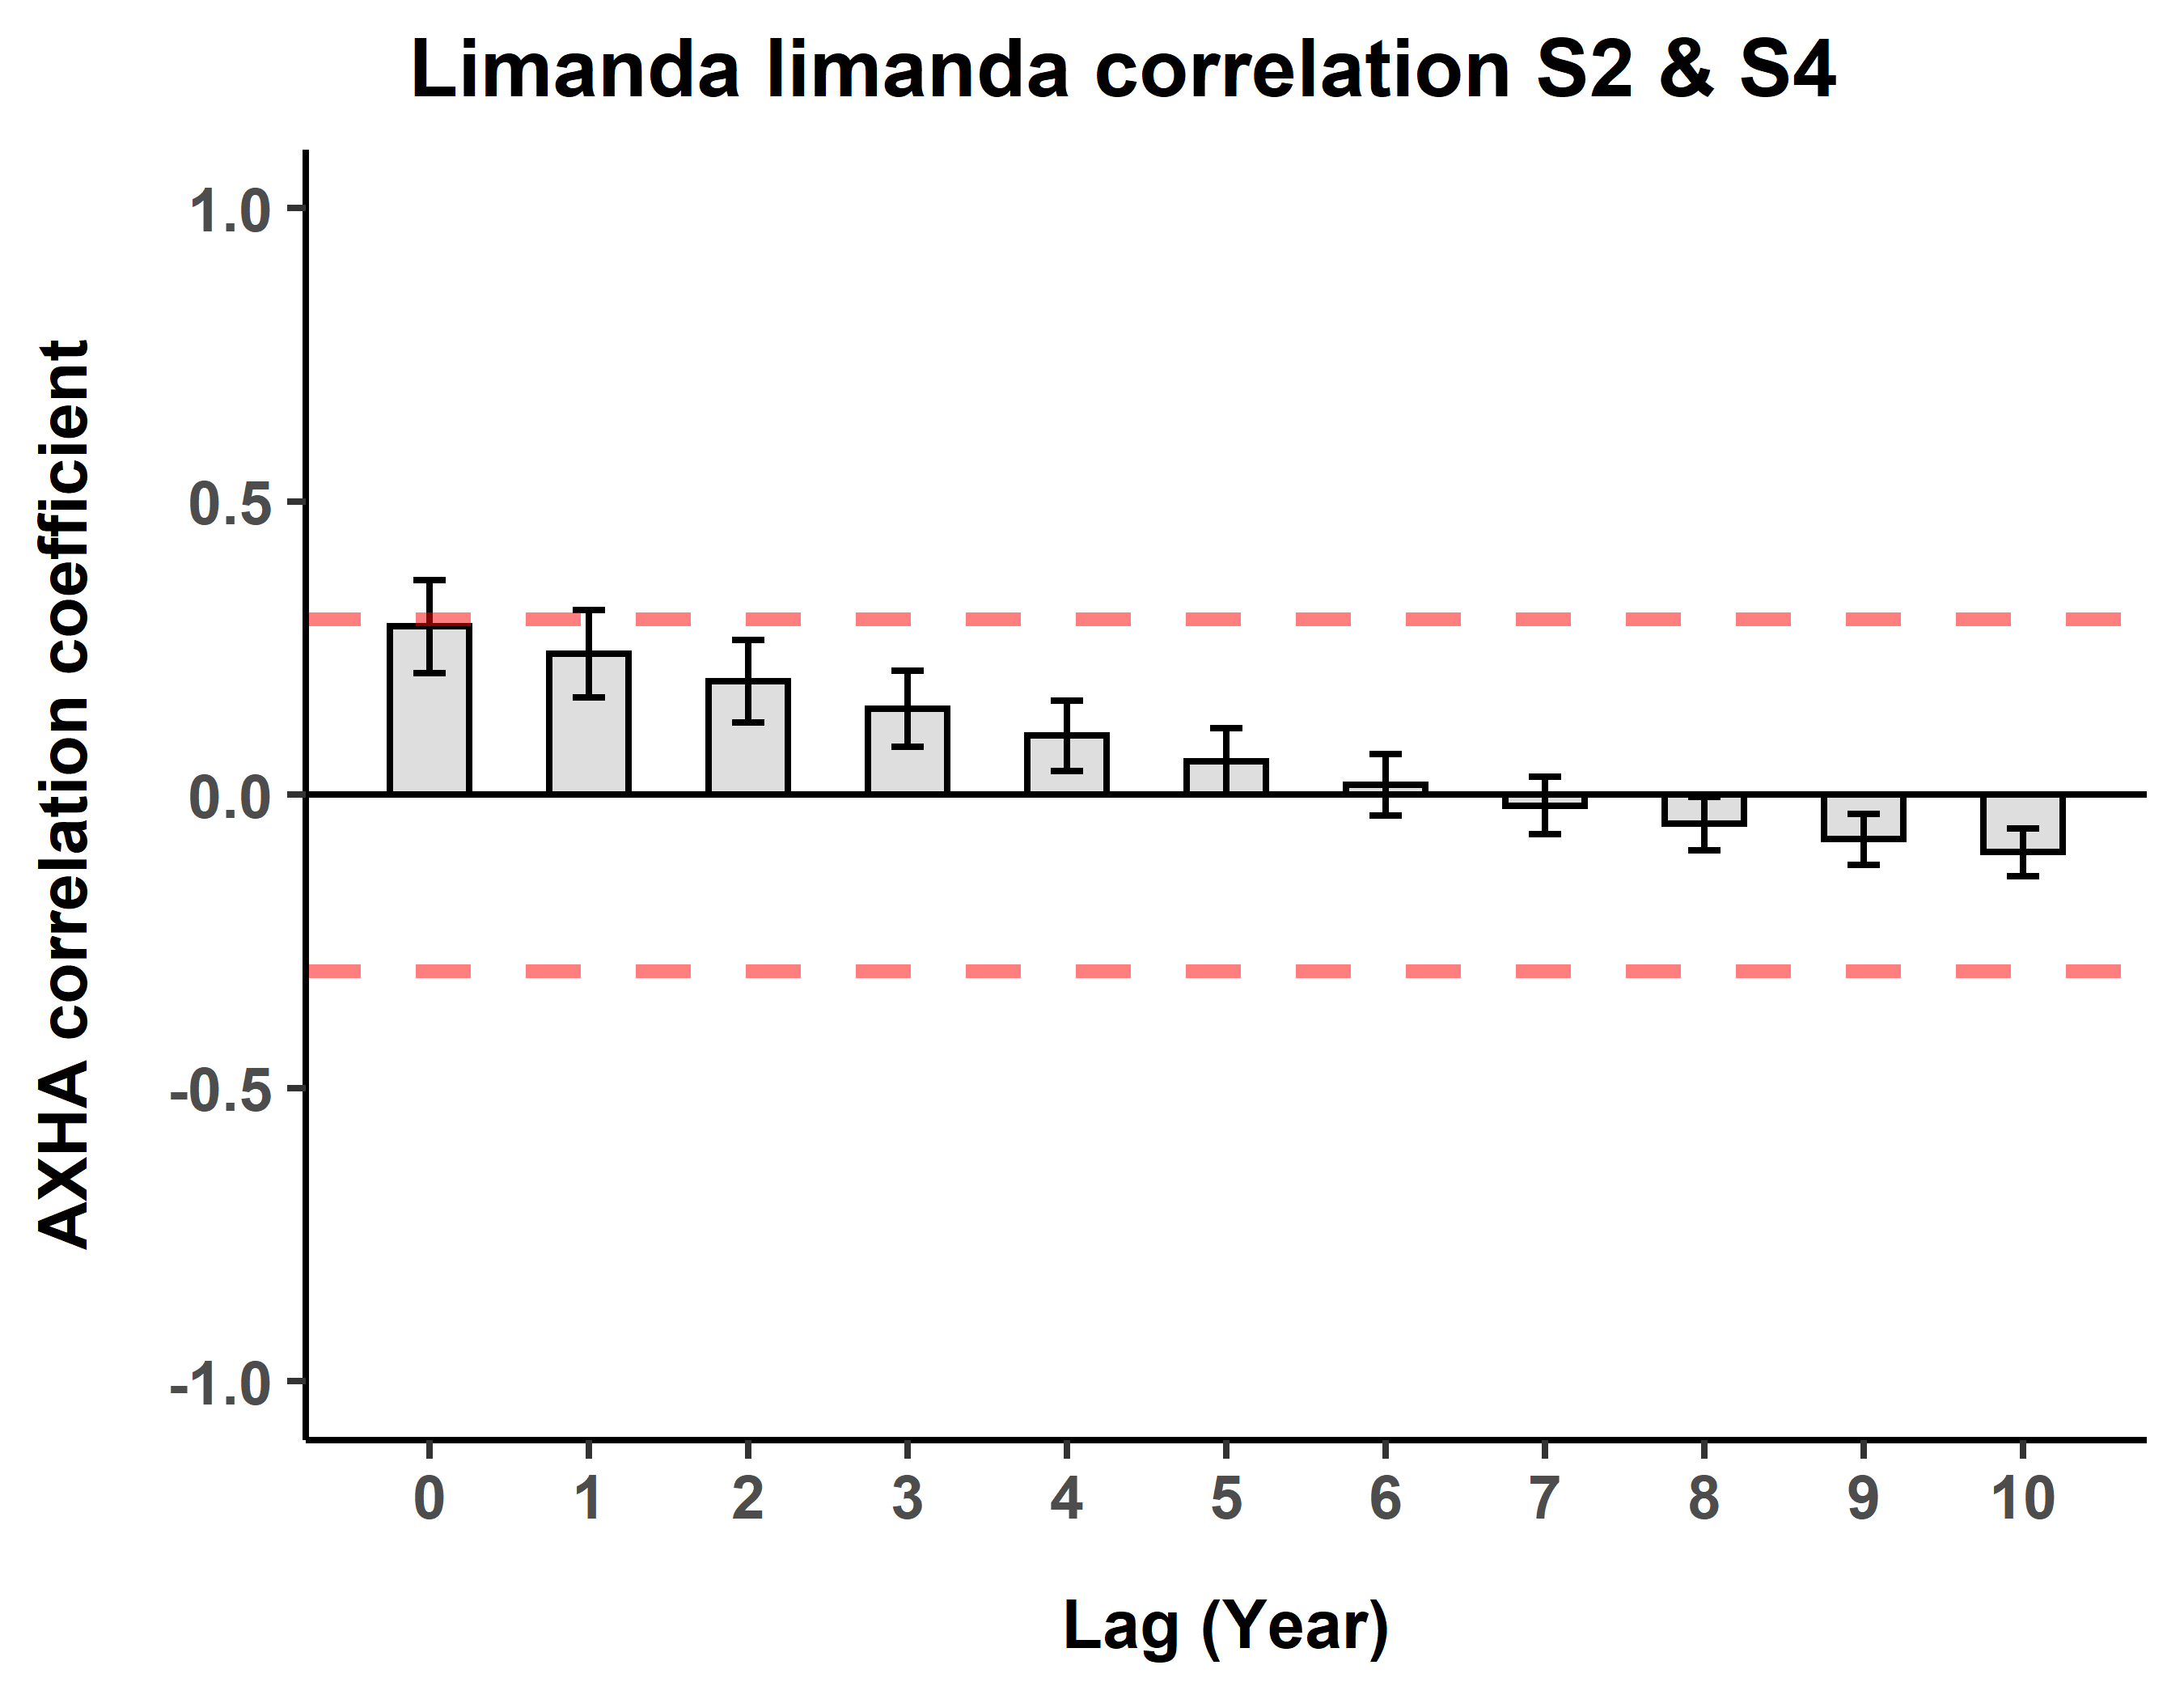 Limanda limanda correlation S2 & S4
AXHA correlation coefficient
1.0
0.5
0.0
-0.5
-1.0
0 1 2 3 4 5 6 7 8 9 10
Lag (Year)